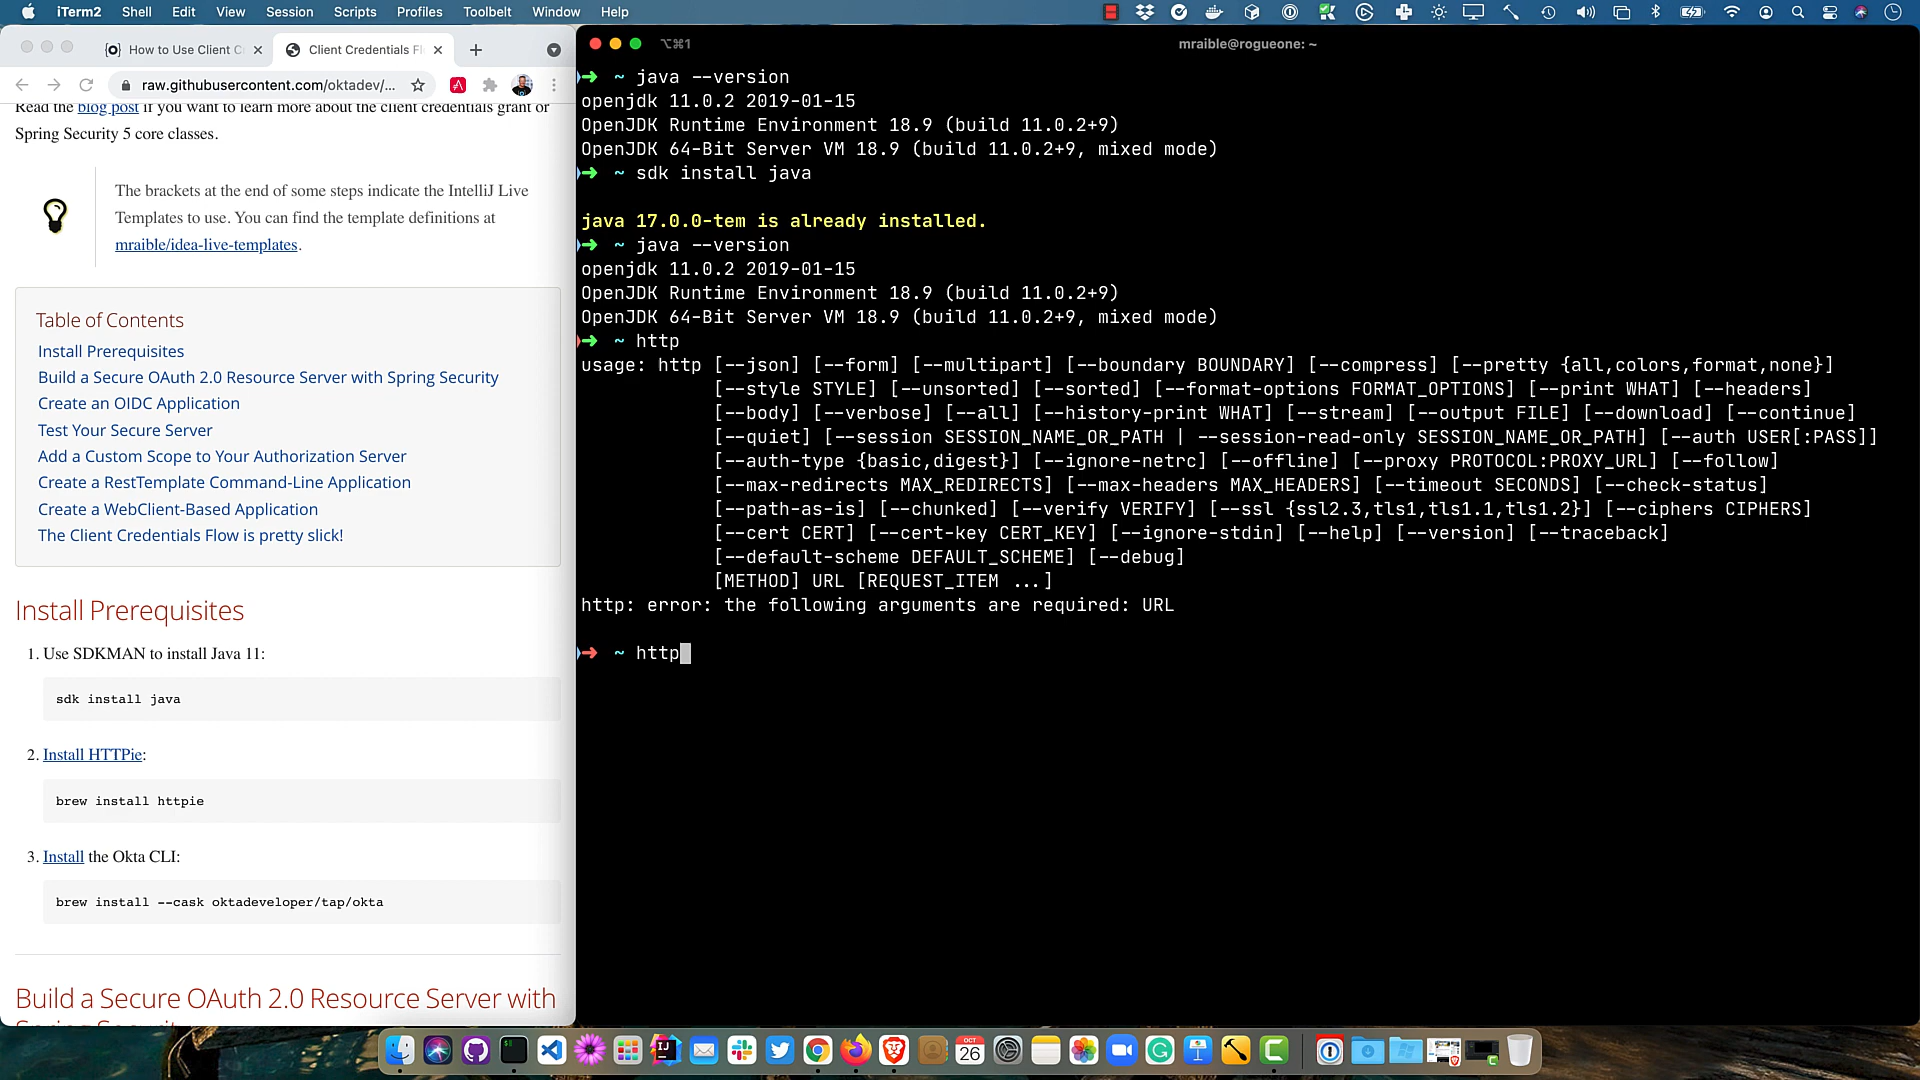 iTerm2 Shell Edit View Session Scripts Profiles Toolbelt Window Help
How to Use Client C
Client Credentials Fl
raw.githubusercontent.com/oktadev/...
Read the blog post if you want to learn more about the client credentials grant or
Spring Security 5 core classes.
The brackets at the end of some steps indicate the IntelliJ Live
Templates to use. You can find the template definitions at
mraible/idea-live-templates.
Table of Contents
Install Prerequisites
Build a Secure OAuth 2.0 Resource Server with Spring Security
Create an OIDC Application
Test Your Secure Server
Add a Custom Scope to Your Authorization Server
Create a RestTemplate Command-Line Application
Create a WebClient-Based Application
The Client Credentials Flow is pretty slick!
Install Prerequisites
1. Use SDKMAN to install Java 11:
sdk install java
2. Install HTTPie:
brew install httpie
3. Install the Okta CLI:
brew install --cask oktadeveloper/tap/okta
Build a Secure OAuth 2.0 Resource Server with
Spring Security
⌥⌘1
mraible@rogueone: ~
➜ ~ java --version
openjdk 11.0.2 2019-01-15
OpenJDK Runtime Environment 18.9 (build 11.0.2+9)
OpenJDK 64-Bit Server VM 18.9 (build 11.0.2+9, mixed mode)
➜ ~ sdk install java
java 17.0.0-tem is already installed.
➜ ~ java --version
openjdk 11.0.2 2019-01-15
OpenJDK Runtime Environment 18.9 (build 11.0.2+9)
OpenJDK 64-Bit Server VM 18.9 (build 11.0.2+9, mixed mode)
➜ ~ http
usage: http [--json] [--form] [--multipart] [--boundary BOUNDARY] [--compress] [--pretty {all,colors,format,none}]
[--style STYLE] [--unsorted] [--sorted] [--format-options FORMAT_OPTIONS] [--print WHAT] [--headers]
[--body] [--verbose] [--all] [--history-print WHAT] [--stream] [--output FILE] [--download] [--continue]
[--quiet] [--session SESSION_NAME_OR_PATH | --session-read-only SESSION_NAME_OR_PATH] [--auth USER[:PASS]]
[--auth-type {basic,digest}] [--ignore-netrc] [--offline] [--proxy PROTOCOL:PROXY_URL] [--follow]
[--max-redirects MAX_REDIRECTS] [--max-headers MAX_HEADERS] [--timeout SECONDS] [--check-status]
[--path-as-is] [--chunked] [--verify VERIFY] [--ssl {ssl2.3,tls1,tls1.1,tls1.2}] [--ciphers CIPHERS]
[--cert CERT] [--cert-key CERT_KEY] [--ignore-stdin] [--help] [--version] [--traceback]
[--default-scheme DEFAULT_SCHEME] [--debug]
[METHOD] URL [REQUEST_ITEM ...]
http: error: the following arguments are required: URL
➜ ~ http
OCT
26